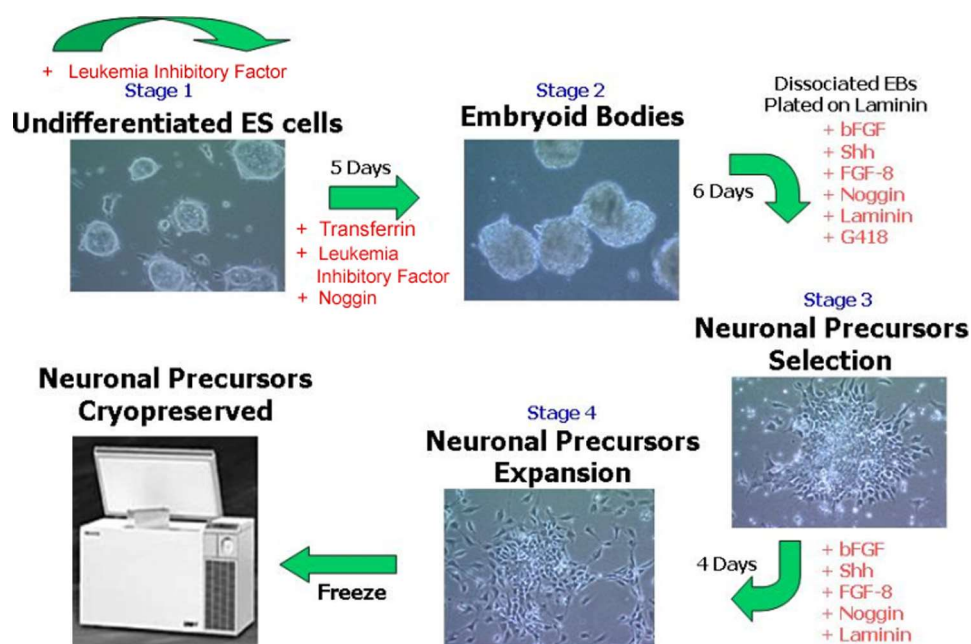 + Leukemia Inhibitory Factor
Stage 1
Undifferentiated ES cells
5 Days
+ Transferrin
+ Leukemia
Inhibitory Factor
+ Noggin
Stage 2
Embryoid Bodies
6 Days
Dissociated EBs
Plated on Laminin
+ bFGF
+ Shh
+ FGF-8
+ Noggin
+ Laminin
+ G418
Stage 3
Neuronal Precursors
Selection
4 Days
+ bFGF
+ Shh
+ FGF-8
+ Noggin
+ Laminin
Stage 4
Neuronal Precursors
Expansion
Freeze
Neuronal Precursors
Cryopreserved